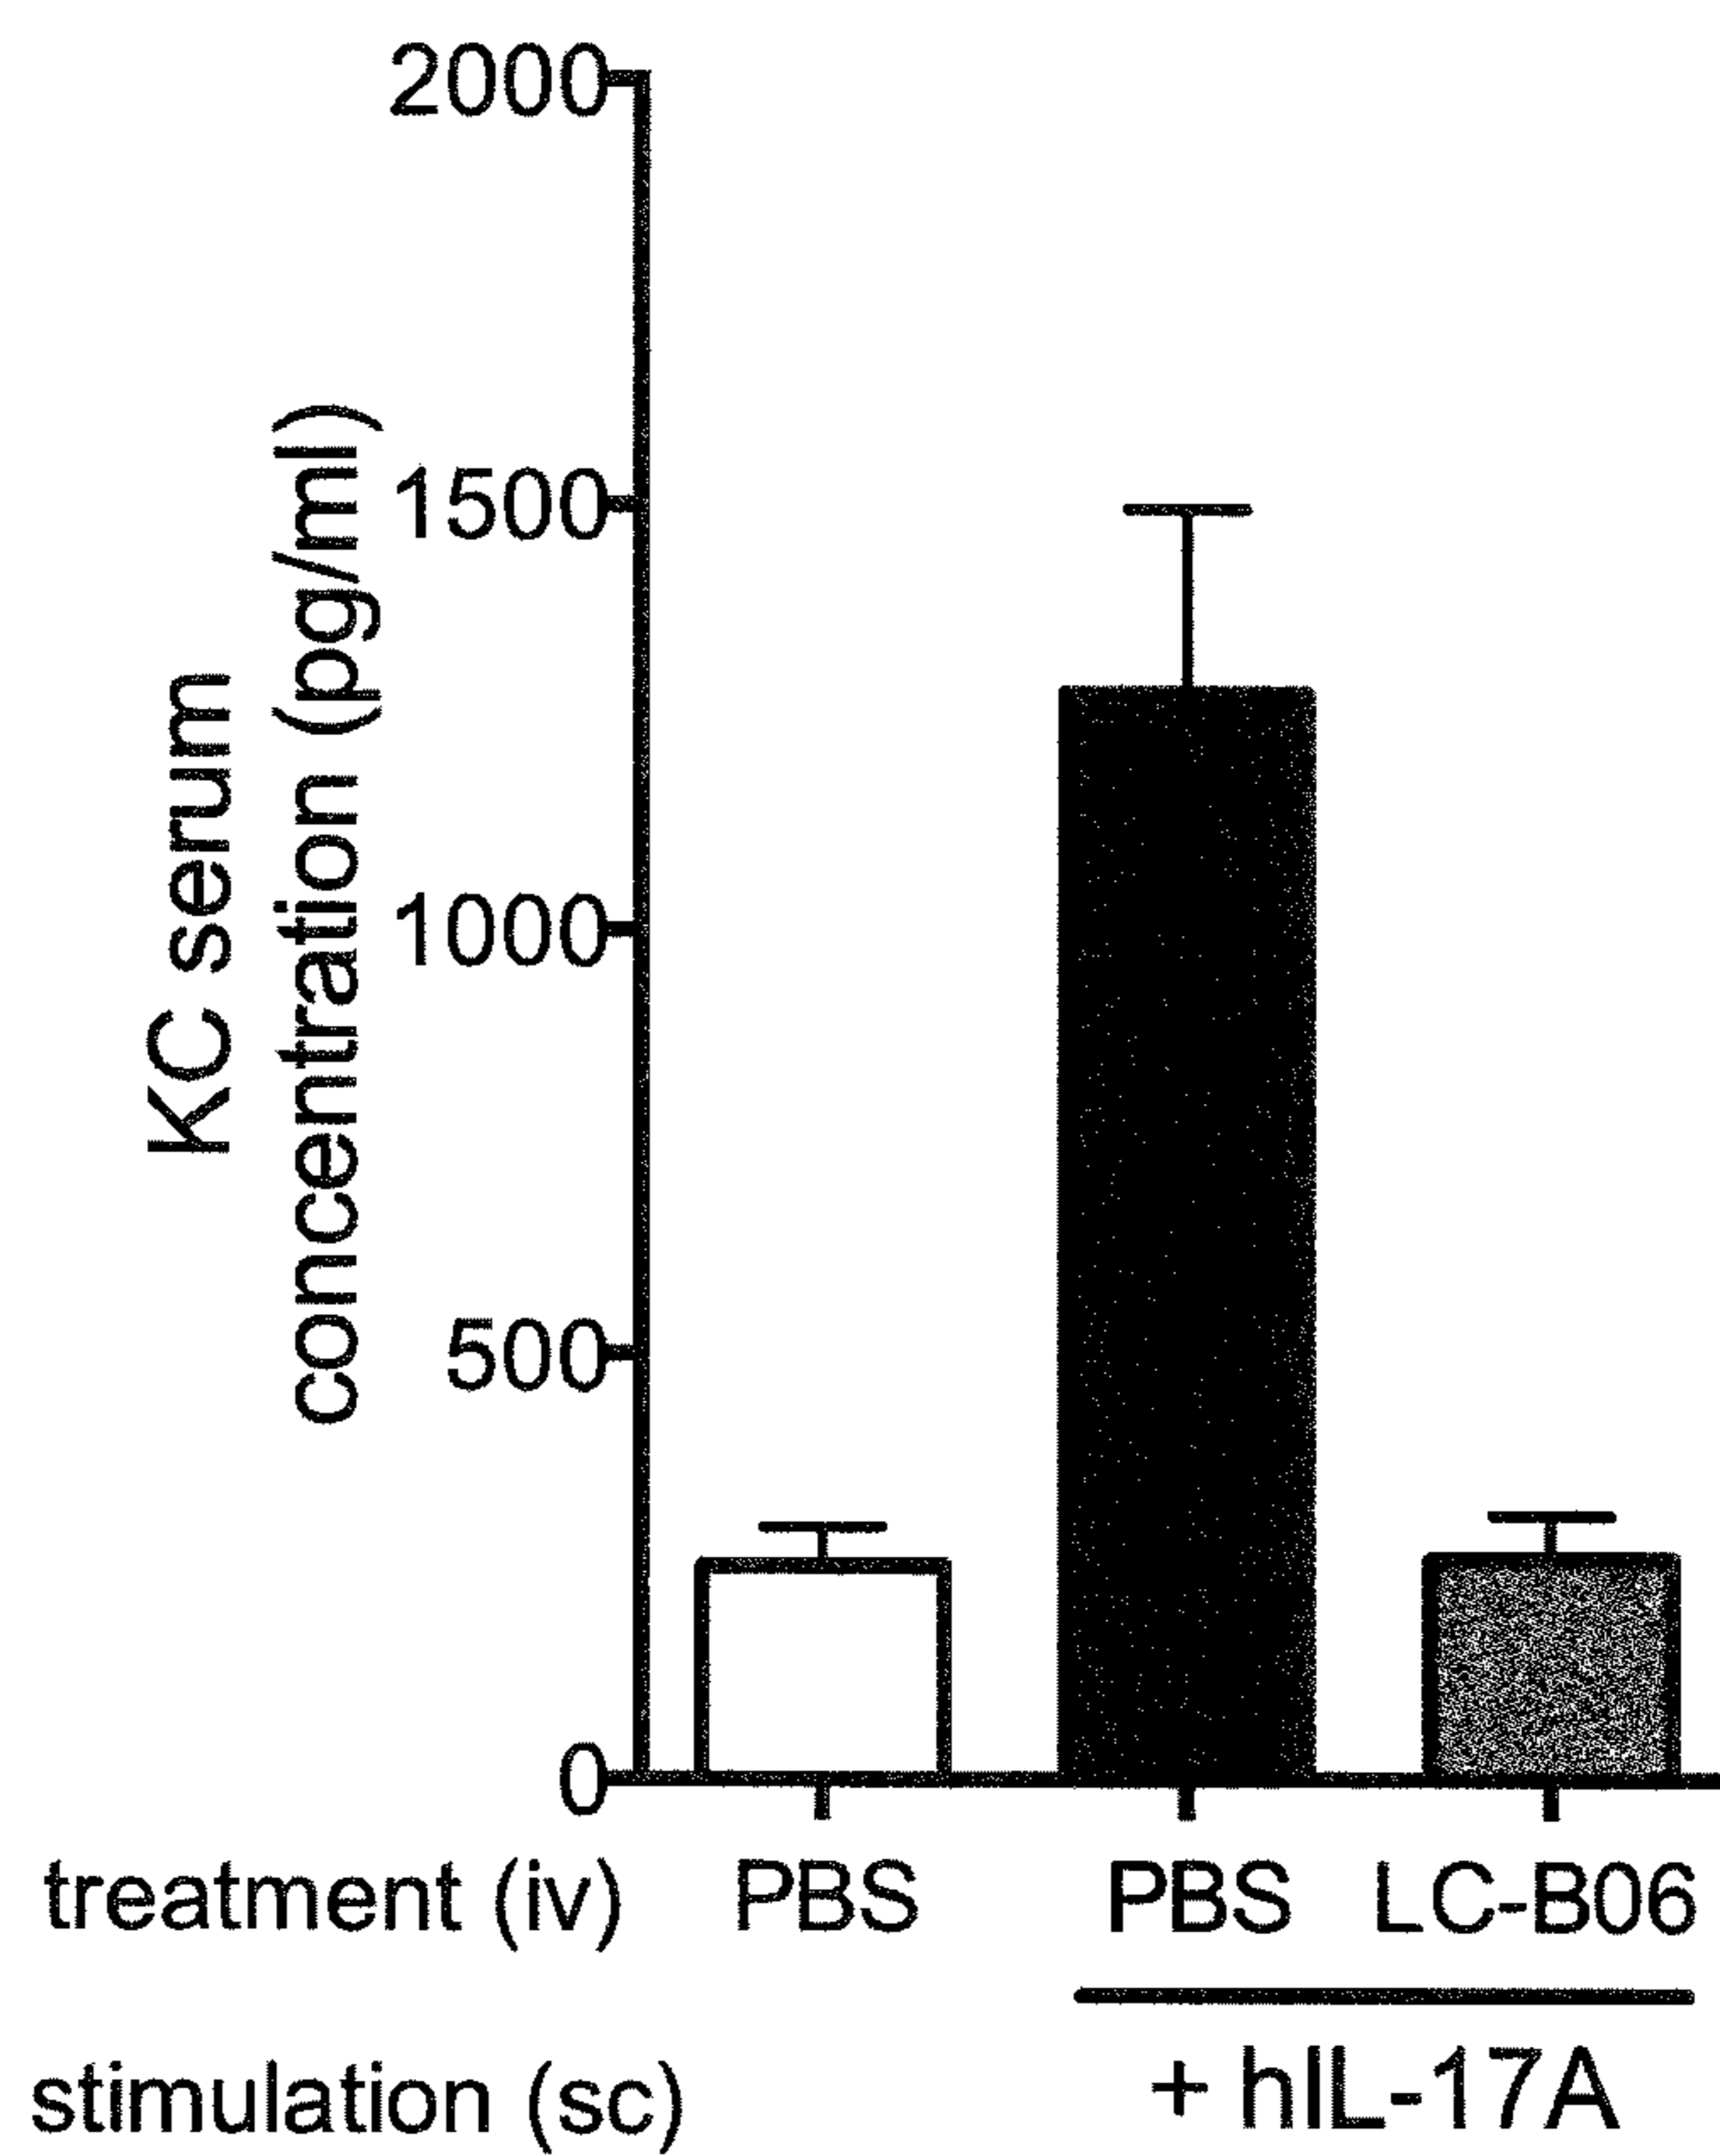 KC serum
concentration (pg/ml)
2000
1500
1000
500
0
treatment (iv) PBS PBS LC-B06
stimulation (sc) + hIL-17A